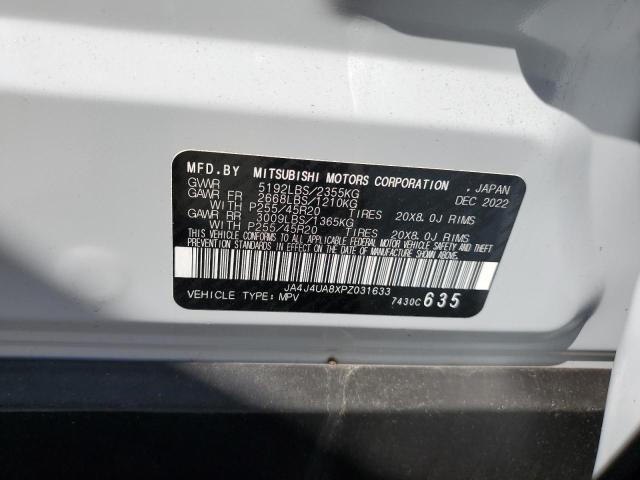 MFD.BY MITSUBISHI MOTORS CORPORATION , JAPAN
GVWR 5192LBS/2355KG DEC 2022
GAWR FR 2668LBS/1210KG
WITH P255/45R20 TIRES 20X8.0J RIMS
GAWR RR 3009LBS/1365KG
WITH P255/45R20 TIRES 20X8.0J RIMS
THIS VEHICLE CONFORMS TO ALL APPLICABLE FEDERAL MOTOR VEHICLE SAFETY AND THEFT
PREVENTION STANDARDS IN EFFECT ON THE DATE OF MANUFACTURE SHOWN ABOVE.
JA4J4UA8XPZ031633
VEHICLE TYPE: MPV 7430C 635